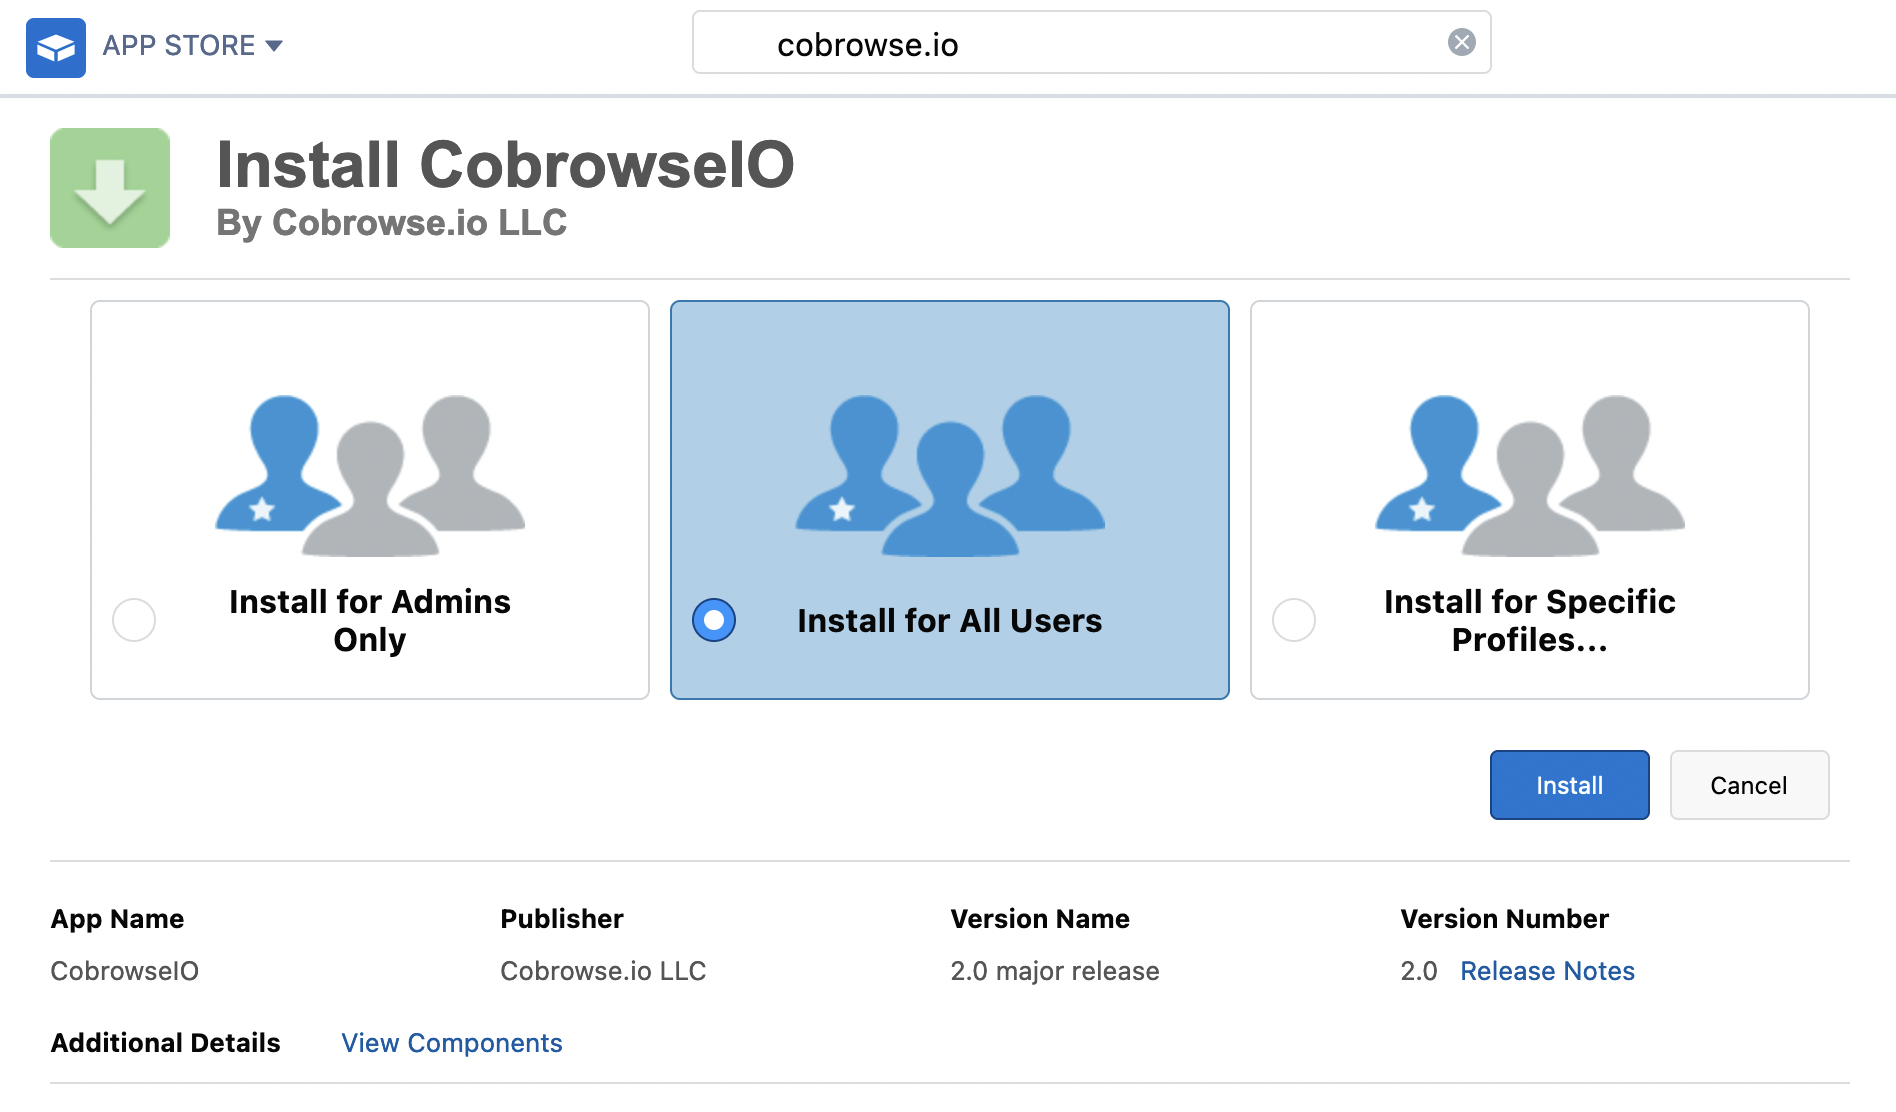 APP STORE
cobrowse.io
Install CobrowseIO
By Cobrowse.io LLC
Install for Admins
Only
Install for All Users
Install for Specific
Profiles...
Install
Cancel
App Name
Publisher
Version Name
Version Number
CobrowseIO
Cobrowse.io LLC
2.0 major release
2.0 Release Notes
Additional Details
View Components